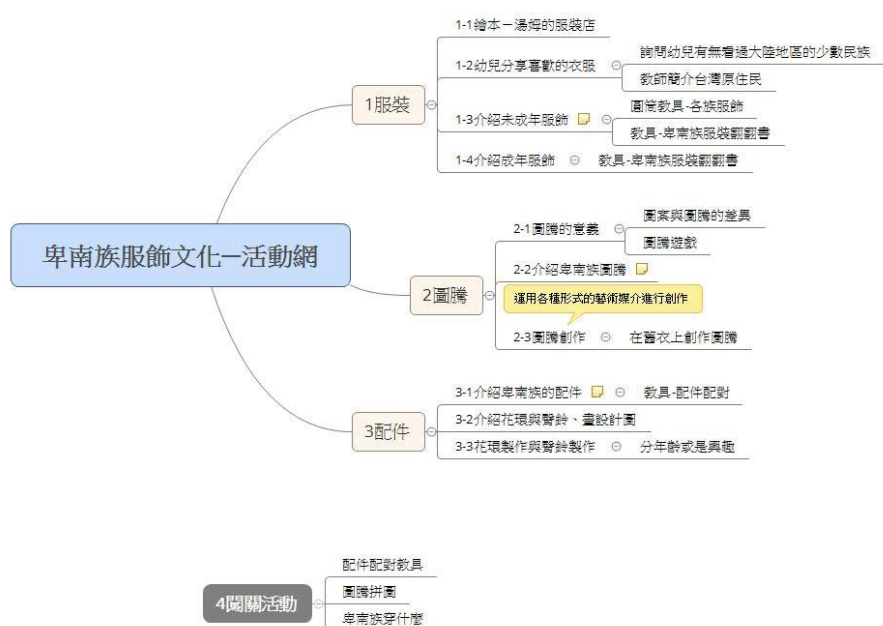 卑南族服飾文化—活動網
1服裝
1-1繪本－湯姆的服裝店
1-2幼兒分享喜歡的衣服
詢問幼兒有無看過大陸地區的少數民族
教師簡介台灣原住民
1-3介紹未成年服飾
圓筒教具-各族服飾
教具-卑南族服裝翻翻書
1-4介紹成年服飾
教具-卑南族服裝翻翻書
2圖騰
2-1圖騰的意義
圖案與圖騰的差異
圖騰遊戲
2-2介紹卑南族圖騰
運用各種形式的藝術媒介進行創作
2-3圖騰創作
在舊衣上創作圖騰
3配件
3-1介紹卑南族的配件
教具-配件配對
3-2介紹花環與臀鈴、畫設計圖
3-3花環製作與臀鈴製作
分年齡或是興趣
4闖關活動
配件配對教具
圖騰拼圖
卑南族穿什麼